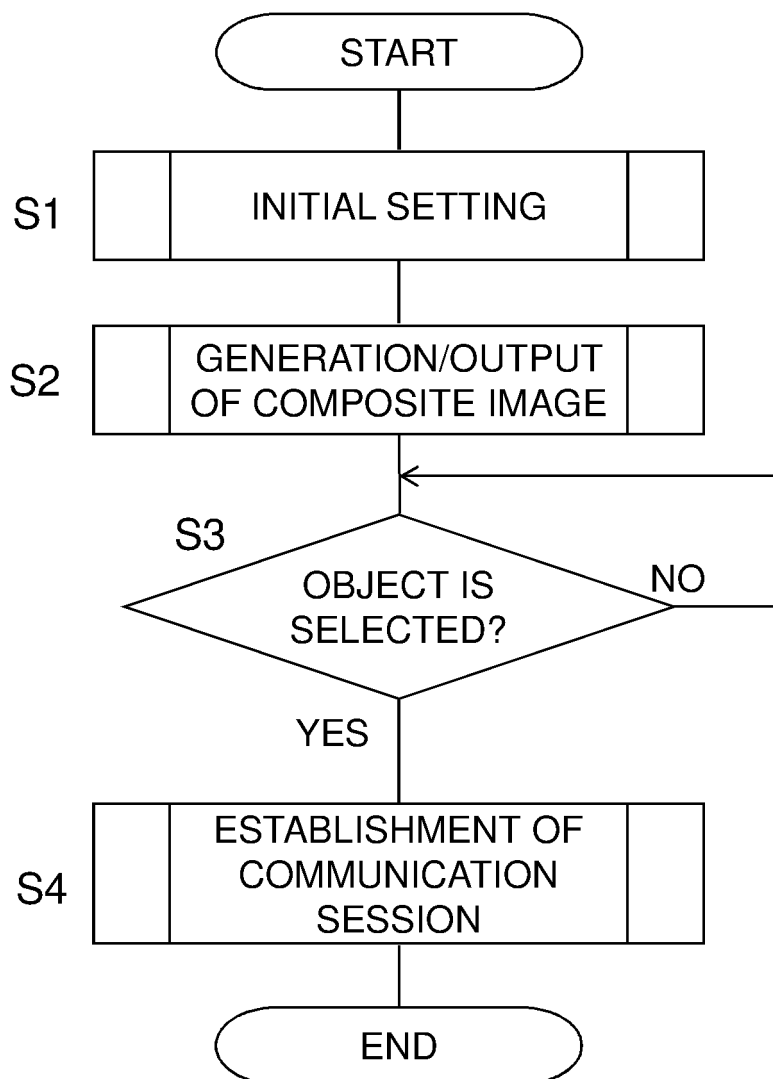 START
S1
INITIAL SETTING
S2
GENERATION/OUTPUT
OF COMPOSITE IMAGE
S3
OBJECT IS
SELECTED?
NO
YES
S4
ESTABLISHMENT OF
COMMUNICATION
SESSION
END